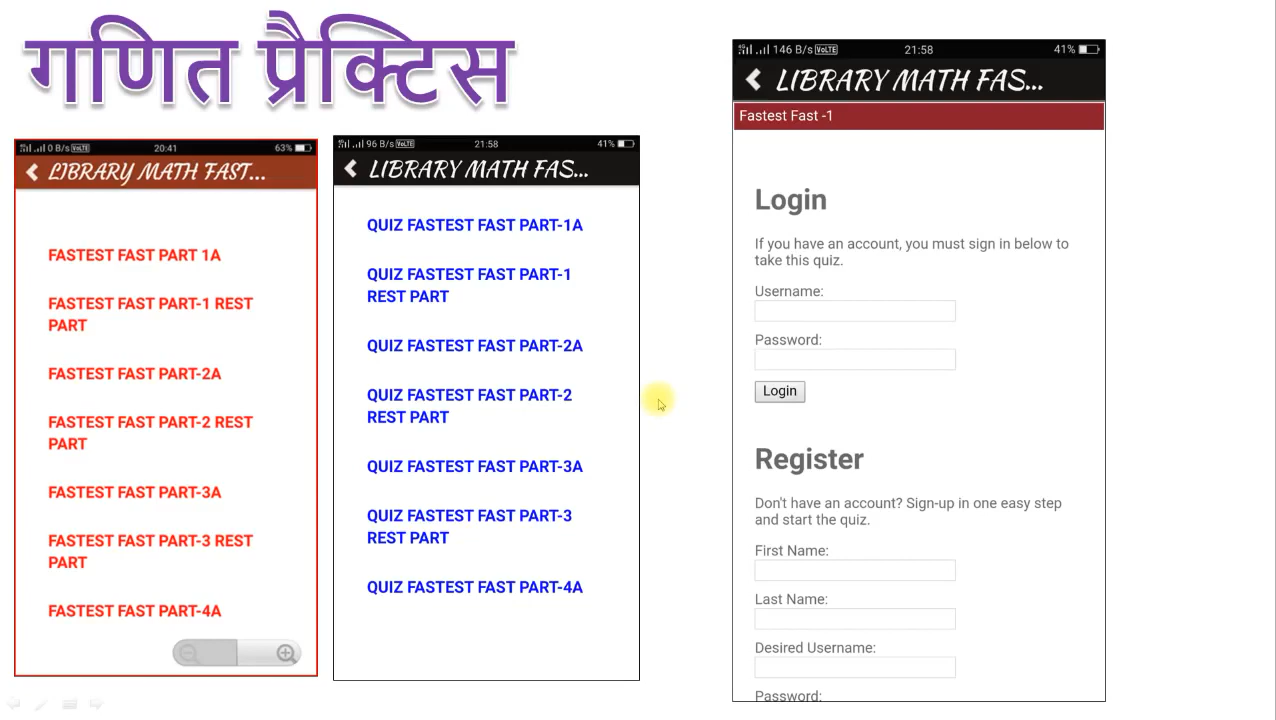 गणित प्रैक्टिस
0 B/s VoLTE 20:41 63%
LIBRARY MATH FAST...
FASTEST FAST PART 1A
FASTEST FAST PART-1 REST
PART
FASTEST FAST PART-2A
FASTEST FAST PART-2 REST
PART
FASTEST FAST PART-3A
FASTEST FAST PART-3 REST
PART
FASTEST FAST PART-4A
96 B/s VoLTE 21:58 41%
LIBRARY MATH FAS...
QUIZ FASTEST FAST PART-1A
QUIZ FASTEST FAST PART-1
REST PART
QUIZ FASTEST FAST PART-2A
QUIZ FASTEST FAST PART-2
REST PART
QUIZ FASTEST FAST PART-3A
QUIZ FASTEST FAST PART-3
REST PART
QUIZ FASTEST FAST PART-4A
146 B/s VoLTE 21:58 41%
LIBRARY MATH FAS...
Fastest Fast -1
Login
If you have an account, you must sign in below to
take this quiz.
Username:
Password:
Login
Register
Don't have an account? Sign-up in one easy step
and start the quiz.
First Name:
Last Name:
Desired Username:
Password: